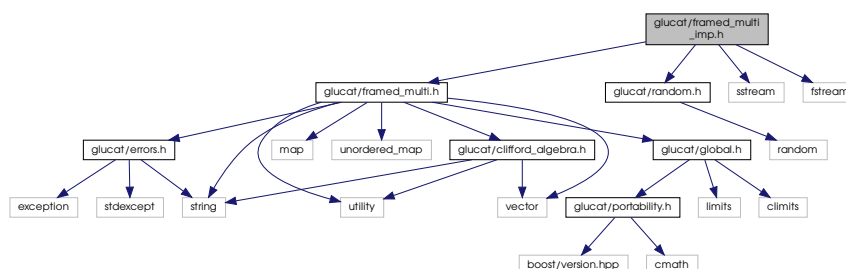 glucat/framed_multi
_imp.h
glucat/framed_multi.h
glucat/random.h
sstream
fstream
glucat/errors.h
map
unordered_map
glucat/clifford_algebra.h
glucat/global.h
random
exception
stdexcept
string
utility
vector
glucat/portability.h
limits
climits
boost/version.hpp
cmath